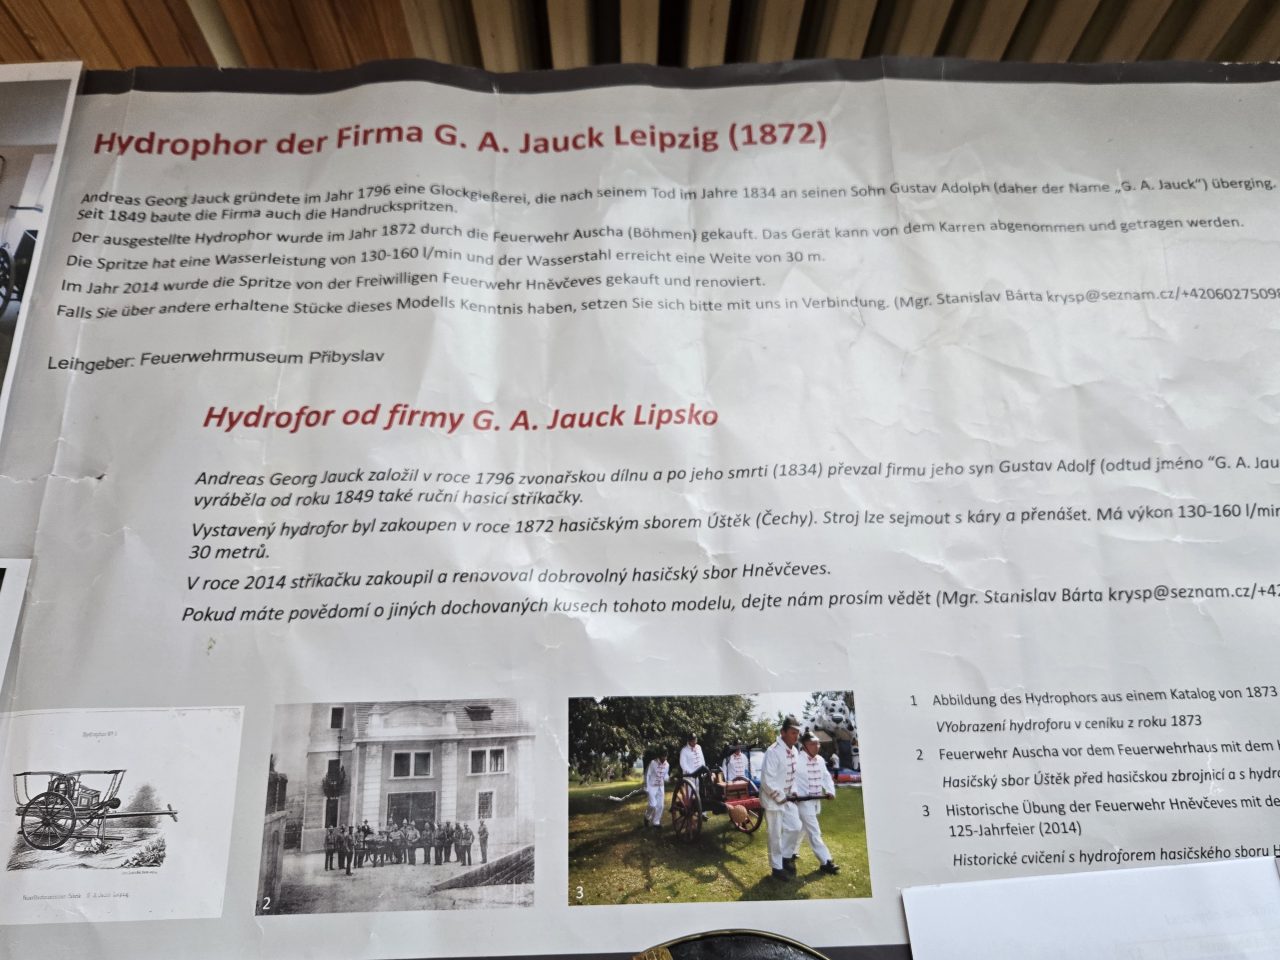 Hydrophor der Firma G. A. Jauck Leipzig (1872)
Andreas Georg Jauck gründete im Jahr 1796 eine Glockgießerei, die nach seinem Tod im Jahre 1834 an seinen Sohn Gustav Adolph (daher der Name „G. A. Jauck“) überging.
Seit 1849 baute die Firma auch die Handruckspritzen.
Der ausgestellte Hydrophor wurde im Jahr 1872 durch die Feuerwehr Auscha (Böhmen) gekauft. Das Gerät kann von dem Karren abgenommen und getragen werden.
Die Spritze hat eine Wasserleistung von 130-160 l/min und der Wasserstahl erreicht eine Weite von 30 m.
Im Jahr 2014 wurde die Spritze von der Freiwilligen Feuerwehr Hněvčeves gekauft und renoviert.
Falls Sie über andere erhaltene Stücke dieses Modells Kenntnis haben, setzen Sie sich bitte mit uns in Verbindung. (Mgr. Stanislav Bárta krysp@seznam.cz/+42060275098
Leihgeber: Feuerwehrmuseum Přibyslav
Hydrofor od firmy G. A. Jauck Lipsko
Andreas Georg Jauck založil v roce 1796 zvonařskou dílnu a po jeho smrti (1834) převzal firmu jeho syn Gustav Adolf (odtud jméno “G. A. Jau
vyráběla od roku 1849 také ruční hasicí stříkačky.
Vystavený hydrofor byl zakoupen v roce 1872 hasičským sborem Úštěk (Čechy). Stroj lze sejmout s káry a přenášet. Má výkon 130-160 l/min
30 metrů.
V roce 2014 stříkačku zakoupil a renovoval dobrovolný hasičský sbor Hněvčeves.
Pokud máte povědomí o jiných dochovaných kusech tohoto modelu, dejte nám prosím vědět (Mgr. Stanislav Bárta krysp@seznam.cz/+42
1 Abbildung des Hydrophors aus einem Katalog von 1873
VYobrazení hydroforu v ceníku z roku 1873
2 Feuerwehr Auscha vor dem Feuerwehrhaus mit dem
Hasičský sbor Úštěk před hasičskou zbrojnicí a s hydro
3 Historische Übung der Feuerwehr Hněvčeves mit de
125-Jahrfeier (2014)
Historické cvičení s hydroforem hasičského sboru H
2
3